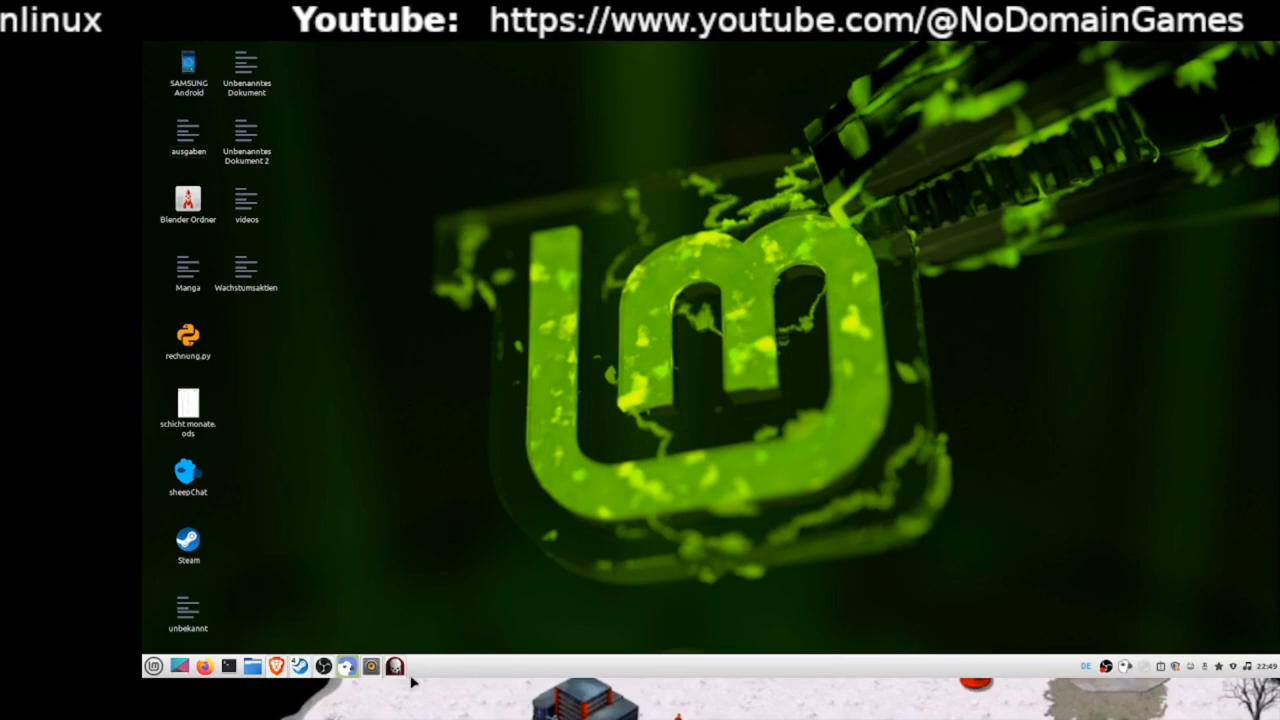 nlinux Youtube: https://www.youtube.com/@NoDomainGames
SAMSUNG
Android
Unbenanntes
Dokument
ausgaben
Unbenanntes
Dokument 2
Blender Ordner
videos
Manga
Wachstumsaktien
rechnung.py
schicht monate.
ods
sheepChat
Steam
unbekannt
DE
22:49